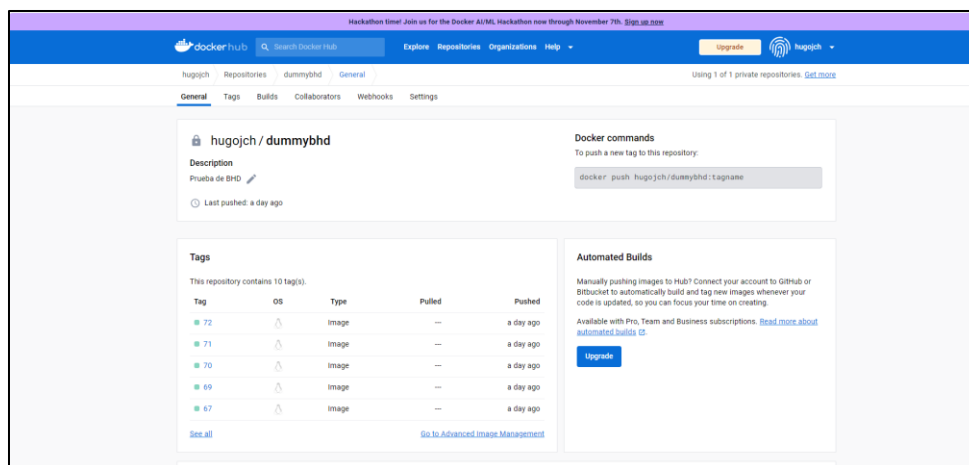 Hackathon time! Join us for the Docker AI/ML Hackathon now through November 7th. Sign up now
dockerhub Search Docker Hub Explore Repositories Organizations Help Upgrade hugojch
hugojch Repositories dummybhd General Using 1 of 1 private repositories. Get more
General Tags Builds Collaborators Webhooks Settings
hugojch / dummybhd
Description
Prueba de BHD
Last pushed: a day ago
Docker commands
To push a new tag to this repository:
docker push hugojch/dummybhd:tagname
Tags
This repository contains 10 tag(s).
Tag OS Type Pulled Pushed
72 Image --- a day ago
71 Image --- a day ago
70 Image --- a day ago
69 Image --- a day ago
67 Image --- a day ago
See all Go to Advanced Image Management
Automated Builds
Manually pushing images to Hub? Connect your account to GitHub or
Bitbucket to automatically build and tag new images whenever your
code is updated, so you can focus your time on creating.
Available with Pro, Team and Business subscriptions. Read more about
automated builds
Upgrade